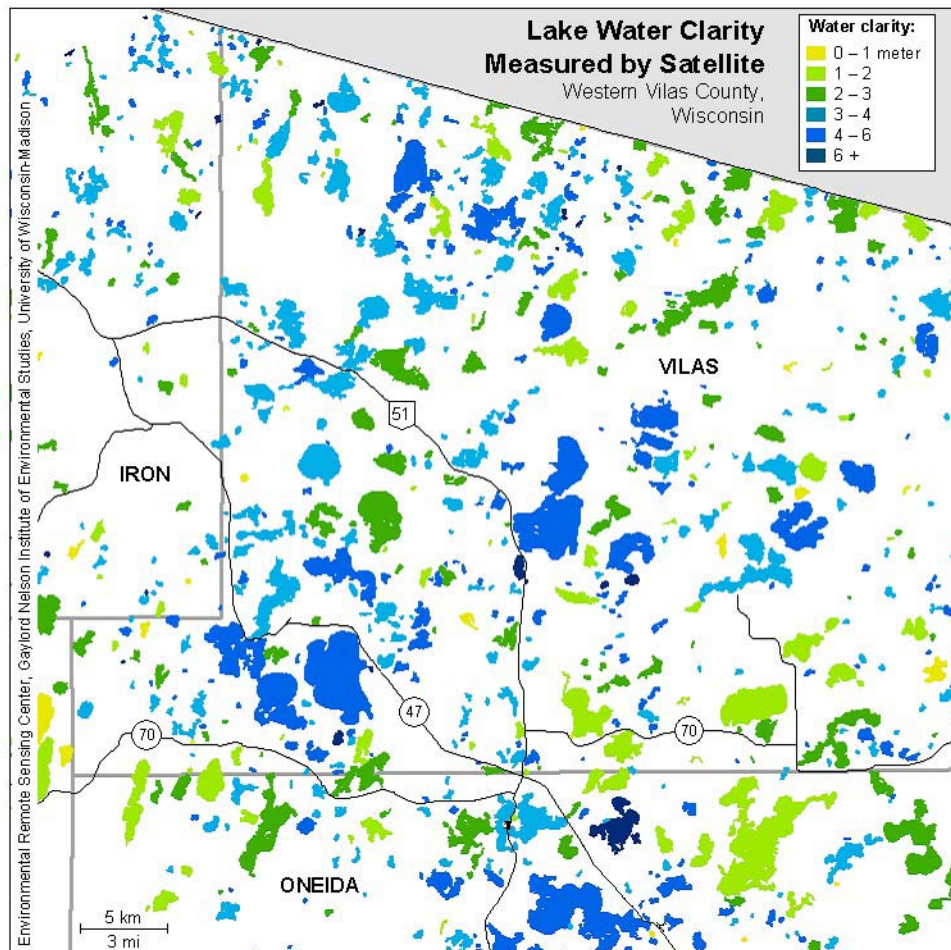 Lake Water Clarity
Measured by Satellite
Western Vilas County,
Wisconsin
Water clarity:
0 – 1 meter
1 – 2
2 – 3
3 – 4
4 – 6
6 +
Environmental Remote Sensing Center, Gaylord Nelson Institute of Environmental Studies, University of Wisconsin-Madison
VILAS
51
IRON
47
70
70
ONEIDA
5 km
3 mi